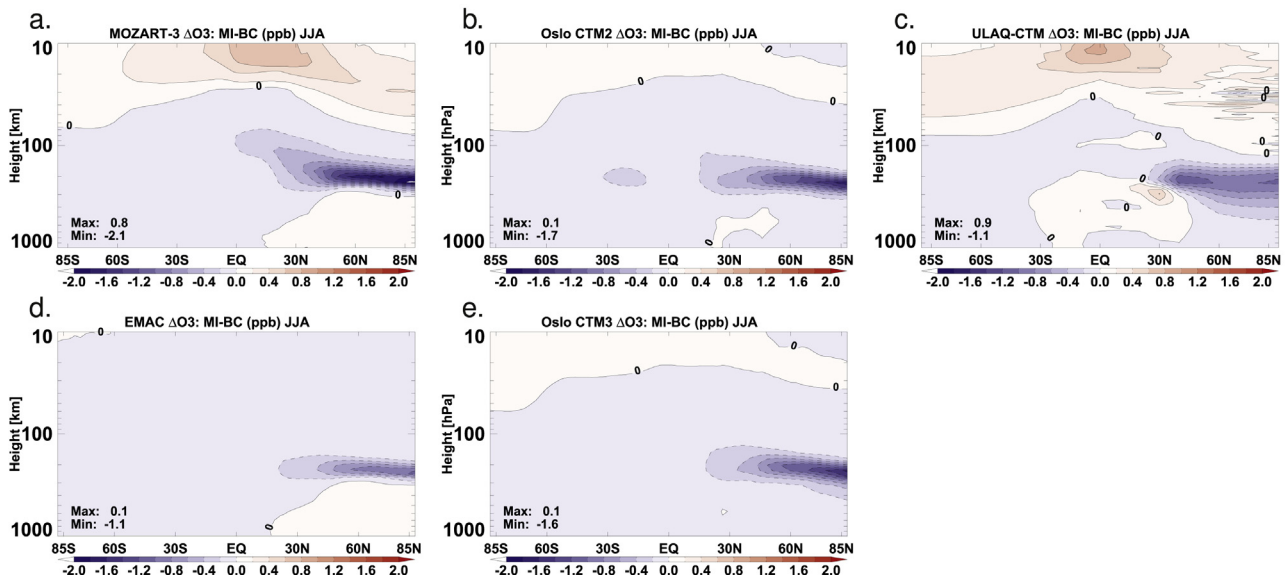 a.
MOZART-3 ΔO3: MI-BC (ppb) JJA
10
100
1000
Height [km]
0
0
0
Max: 0.8
Min: -2.1
85S 60S 30S EQ 30N 60N 85N
-2.0 -1.6 -1.2 -0.8 -0.4 0.0 0.4 0.8 1.2 1.6 2.0
b.
Oslo CTM2 ΔO3: MI-BC (ppb) JJA
10
100
1000
Height [hPa]
0
0
0
0
Max: 0.1
Min: -1.7
85S 60S 30S EQ 30N 60N 85N
-2.0 -1.6 -1.2 -0.8 -0.4 0.0 0.4 0.8 1.2 1.6 2.0
c.
ULAQ-CTM ΔO3: MI-BC (ppb) JJA
10
100
1000
Height [km]
0
0
0
0
0
0
0
0
Max: 0.9
Min: -1.1
85S 60S 30S EQ 30N 60N 85N
-2.0 -1.6 -1.2 -0.8 -0.4 0.0 0.4 0.8 1.2 1.6 2.0
d.
EMAC ΔO3: MI-BC (ppb) JJA
10
100
1000
Height [km]
0
0
Max: 0.1
Min: -1.1
85S 60S 30S EQ 30N 60N 85N
-2.0 -1.6 -1.2 -0.8 -0.4 0.0 0.4 0.8 1.2 1.6 2.0
e.
Oslo CTM3 ΔO3: MI-BC (ppb) JJA
10
100
1000
Height [hPa]
0
0
0
Max: 0.1
Min: -1.6
85S 60S 30S EQ 30N 60N 85N
-2.0 -1.6 -1.2 -0.8 -0.4 0.0 0.4 0.8 1.2 1.6 2.0